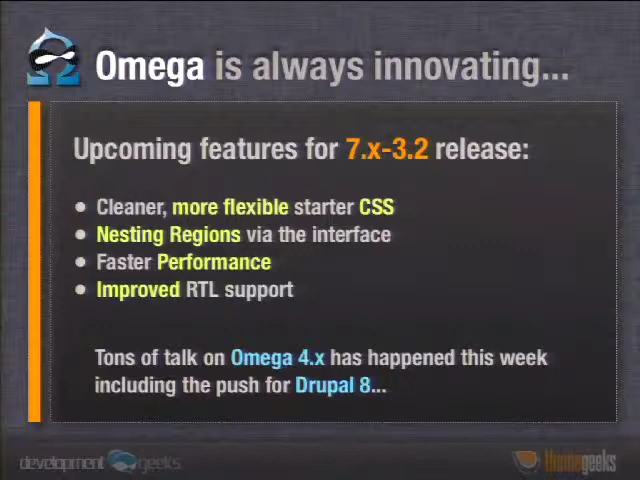 Omega is always innovating...
Upcoming features for 7.x-3.2 release:
• Cleaner, more flexible starter CSS
• Nesting Regions via the interface
• Faster Performance
• Improved RTL support
Tons of talk on Omega 4.x has happened this week
including the push for Drupal 8...
development geeks
themegeeks